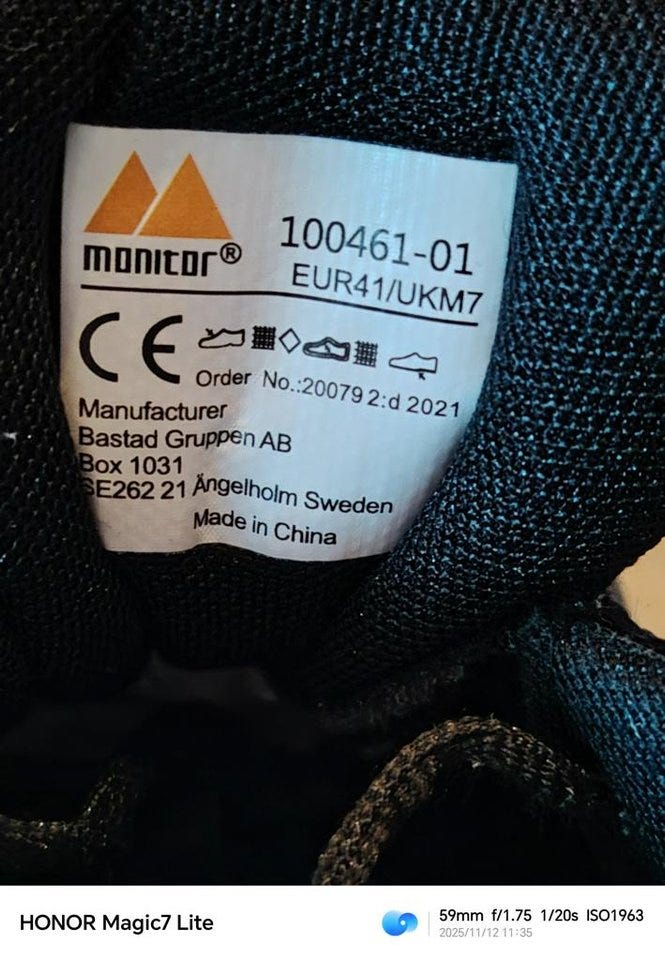 monitor®
100461-01
EUR41/UKM7
CE
Order No.:20079 2:d 2021
Manufacturer
Bastad Gruppen AB
Box 1031
SE262 21 Ängelholm Sweden
Made in China
HONOR Magic7 Lite
59mm f/1.75 1/20s ISO1963
2025/11/12 11:35